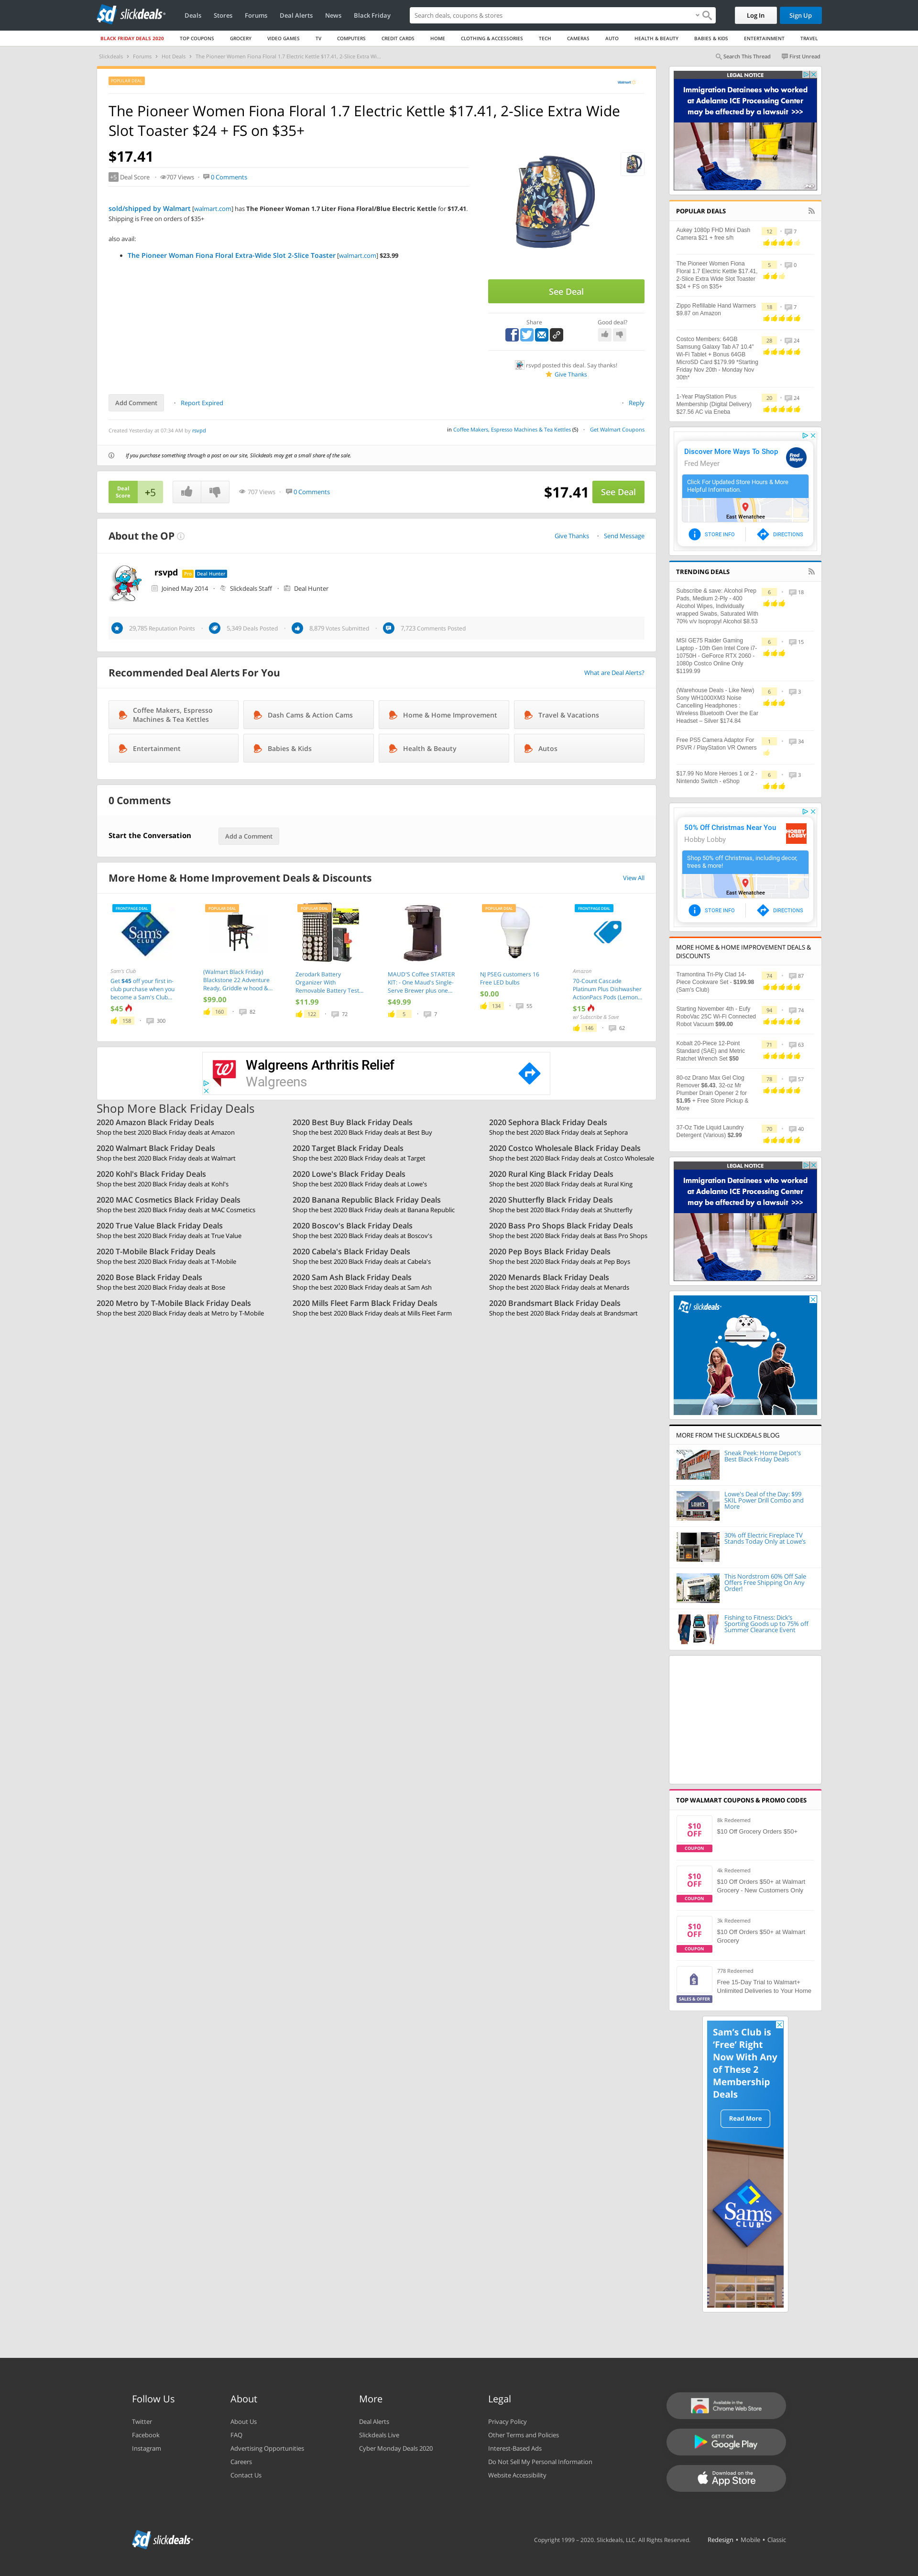 slickdeals
Deals Stores Forums Deal Alerts News Black Friday
Search deals, coupons & stores
Log In Sign Up
BLACK FRIDAY DEALS 2020 TOP COUPONS GROCERY VIDEO GAMES TV COMPUTERS CREDIT CARDS HOME CLOTHING & ACCESSORIES TECH CAMERAS AUTO HEALTH & BEAUTY BABIES & KIDS ENTERTAINMENT TRAVEL
Slickdeals > Forums > Hot Deals > The Pioneer Women Fiona Floral 1.7 Electric Kettle $17.41, 2-Slice Extra Wi...
Search This Thread First Unread
POPULAR DEAL
Walmart
The Pioneer Women Fiona Floral 1.7 Electric Kettle $17.41, 2-Slice Extra Wide
Slot Toaster $24 + FS on $35+
$17.41
+5 Deal Score 707 Views 0 Comments
sold/shipped by Walmart [walmart.com] has The Pioneer Woman 1.7 Liter Fiona Floral/Blue Electric Kettle for $17.41.
Shipping is Free on orders of $35+
also avail:
The Pioneer Woman Fiona Floral Extra-Wide Slot 2-Slice Toaster [walmart.com] $23.99
See Deal
Share Good deal?
rsvpd posted this deal. Say thanks!
Give Thanks
Add Comment Report Expired Reply
Created Yesterday at 07:34 AM by rsvpd
in Coffee Makers, Espresso Machines & Tea Kettles (5) Get Walmart Coupons
If you purchase something through a post on our site, Slickdeals may get a small share of the sale.
Deal
Score
+5
707 Views 0 Comments
$17.41 See Deal
About the OP
Give Thanks Send Message
rsvpd Pro Deal Hunter
Joined May 2014 Slickdeals Staff Deal Hunter
29,785 Reputation Points 5,349 Deals Posted 8,879 Votes Submitted 7,723 Comments Posted
Recommended Deal Alerts For You
What are Deal Alerts?
Coffee Makers, Espresso
Machines & Tea Kettles
Dash Cams & Action Cams
Home & Home Improvement
Travel & Vacations
Entertainment
Babies & Kids
Health & Beauty
Autos
0 Comments
Start the Conversation
Add a Comment
More Home & Home Improvement Deals & Discounts
View All
FRONTPAGE DEAL
Sam's CLUB
Sam's Club
Get $45 off your first in-
club purchase when you
become a Sam's Club...
$45
158 300
POPULAR DEAL
(Walmart Black Friday)
Blackstone 22 Adventure
Ready, Griddle w hood &...
$99.00
160 82
POPULAR DEAL
Zerodark Battery
Organizer With
Removable Battery Test...
$11.99
122 72
MAUD'S Coffee STARTER
KIT: - One Maud's Single-
Serve Brewer plus one...
$49.99
5 7
POPULAR DEAL
NJ PSEG customers 16
Free LED bulbs
$0.00
134 55
FRONTPAGE DEAL
Amazon
70-Count Cascade
Platinum Plus Dishwasher
ActionPacs Pods (Lemon...
$15
w/ Subscribe & Save
146 62
Walgreens Arthritis Relief
Walgreens
Shop More Black Friday Deals
2020 Amazon Black Friday Deals
Shop the best 2020 Black Friday deals at Amazon
2020 Best Buy Black Friday Deals
Shop the best 2020 Black Friday deals at Best Buy
2020 Sephora Black Friday Deals
Shop the best 2020 Black Friday deals at Sephora
2020 Walmart Black Friday Deals
Shop the best 2020 Black Friday deals at Walmart
2020 Target Black Friday Deals
Shop the best 2020 Black Friday deals at Target
2020 Costco Wholesale Black Friday Deals
Shop the best 2020 Black Friday deals at Costco Wholesale
2020 Kohl's Black Friday Deals
Shop the best 2020 Black Friday deals at Kohl's
2020 Lowe's Black Friday Deals
Shop the best 2020 Black Friday deals at Lowe's
2020 Rural King Black Friday Deals
Shop the best 2020 Black Friday deals at Rural King
2020 MAC Cosmetics Black Friday Deals
Shop the best 2020 Black Friday deals at MAC Cosmetics
2020 Banana Republic Black Friday Deals
Shop the best 2020 Black Friday deals at Banana Republic
2020 Shutterfly Black Friday Deals
Shop the best 2020 Black Friday deals at Shutterfly
2020 True Value Black Friday Deals
Shop the best 2020 Black Friday deals at True Value
2020 Boscov's Black Friday Deals
Shop the best 2020 Black Friday deals at Boscov's
2020 Bass Pro Shops Black Friday Deals
Shop the best 2020 Black Friday deals at Bass Pro Shops
2020 T-Mobile Black Friday Deals
Shop the best 2020 Black Friday deals at T-Mobile
2020 Cabela's Black Friday Deals
Shop the best 2020 Black Friday deals at Cabela's
2020 Pep Boys Black Friday Deals
Shop the best 2020 Black Friday deals at Pep Boys
2020 Bose Black Friday Deals
Shop the best 2020 Black Friday deals at Bose
2020 Sam Ash Black Friday Deals
Shop the best 2020 Black Friday deals at Sam Ash
2020 Menards Black Friday Deals
Shop the best 2020 Black Friday deals at Menards
2020 Metro by T-Mobile Black Friday Deals
Shop the best 2020 Black Friday deals at Metro by T-Mobile
2020 Mills Fleet Farm Black Friday Deals
Shop the best 2020 Black Friday deals at Mills Fleet Farm
2020 Brandsmart Black Friday Deals
Shop the best 2020 Black Friday deals at Brandsmart
LEGAL NOTICE
Immigration Detainees who worked
at Adelanto ICE Processing Center
may be affected by a lawsuit >>>
POPULAR DEALS
Aukey 1080p FHD Mini Dash
Camera $21 + free s/h
12 7
The Pioneer Women Fiona
Floral 1.7 Electric Kettle $17.41,
2-Slice Extra Wide Slot Toaster
$24 + FS on $35+
5 0
Zippo Refillable Hand Warmers
$9.87 on Amazon
18 7
Costco Members: 64GB
Samsung Galaxy Tab A7 10.4"
Wi-Fi Tablet + Bonus 64GB
MicroSD Card $179.99 *Starting
Friday Nov 20th - Monday Nov
30th*
28 24
1-Year PlayStation Plus
Membership (Digital Delivery)
$27.56 AC via Eneba
20 24
Discover More Ways To Shop
Fred Meyer
Click For Updated Store Hours & More
Helpful Information.
East Wenatchee
STORE INFO DIRECTIONS
TRENDING DEALS
Subscribe & save: Alcohol Prep
Pads, Medium 2-Ply - 400
Alcohol Wipes, Individually
wrapped Swabs, Saturated With
70% v/v Isopropyl Alcohol $8.53
6 18
MSI GE75 Raider Gaming
Laptop - 10th Gen Intel Core i7-
10750H - GeForce RTX 2060 -
1080p Costco Online Only
$1199.99
6 15
(Warehouse Deals - Like New)
Sony WH1000XM3 Noise
Cancelling Headphones :
Wireless Bluetooth Over the Ear
Headset – Silver $174.84
6 3
Free PS5 Camera Adaptor For
PSVR / PlayStation VR Owners
1 34
$17.99 No More Heroes 1 or 2 -
Nintendo Switch - eShop
6 3
50% Off Christmas Near You
Hobby Lobby
HOBBY LOBBY
Shop 50% off Christmas, including decor,
trees & more!
East Wenatchee
STORE INFO DIRECTIONS
MORE HOME & HOME IMPROVEMENT DEALS &
DISCOUNTS
Tramontina Tri-Ply Clad 14-
Piece Cookware Set - $199.98
(Sam's Club)
74 87
Starting November 4th - Eufy
RoboVac 25C Wi-Fi Connected
Robot Vacuum $99.00
94 74
Kobalt 20-Piece 12-Point
Standard (SAE) and Metric
Ratchet Wrench Set $50
71 63
80-oz Drano Max Gel Clog
Remover $6.43, 32-oz Mr
Plumber Drain Opener 2 for
$1.95 + Free Store Pickup &
More
78 57
37-Oz Tide Liquid Laundry
Detergent (Various) $2.99
70 40
LEGAL NOTICE
Immigration Detainees who worked
at Adelanto ICE Processing Center
may be affected by a lawsuit >>>
slickdeals
MORE FROM THE SLICKDEALS BLOG
Sneak Peek: Home Depot's
Best Black Friday Deals
Lowe's Deal of the Day: $99
SKIL Power Drill Combo and
More
30% off Electric Fireplace TV
Stands Today Only at Lowe's
This Nordstrom 60% Off Sale
Offers Free Shipping On Any
Order!
Fishing to Fitness: Dick's
Sporting Goods up to 75% off
Summer Clearance Event
TOP WALMART COUPONS & PROMO CODES
$10
OFF
COUPON
8k Redeemed
$10 Off Grocery Orders $50+
$10
OFF
COUPON
4k Redeemed
$10 Off Orders $50+ at Walmart
Grocery - New Customers Only
$10
OFF
COUPON
3k Redeemed
$10 Off Orders $50+ at Walmart
Grocery
SALES & OFFER
778 Redeemed
Free 15-Day Trial to Walmart+
Unlimited Deliveries to Your Home
Sam's Club is
'Free' Right
Now With Any
of These 2
Membership
Deals
Read More
Sam's CLUB
Follow Us
Twitter
Facebook
Instagram
About
About Us
FAQ
Advertising Opportunities
Careers
Contact Us
More
Deal Alerts
Slickdeals Live
Cyber Monday Deals 2020
Legal
Privacy Policy
Other Terms and Policies
Interest-Based Ads
Do Not Sell My Personal Information
Website Accessibility
Available in the
Chrome Web Store
GET IT ON
Google Play
Download on the
App Store
slickdeals
Copyright 1999 – 2020. Slickdeals, LLC. All Rights Reserved. Redesign • Mobile • Classic